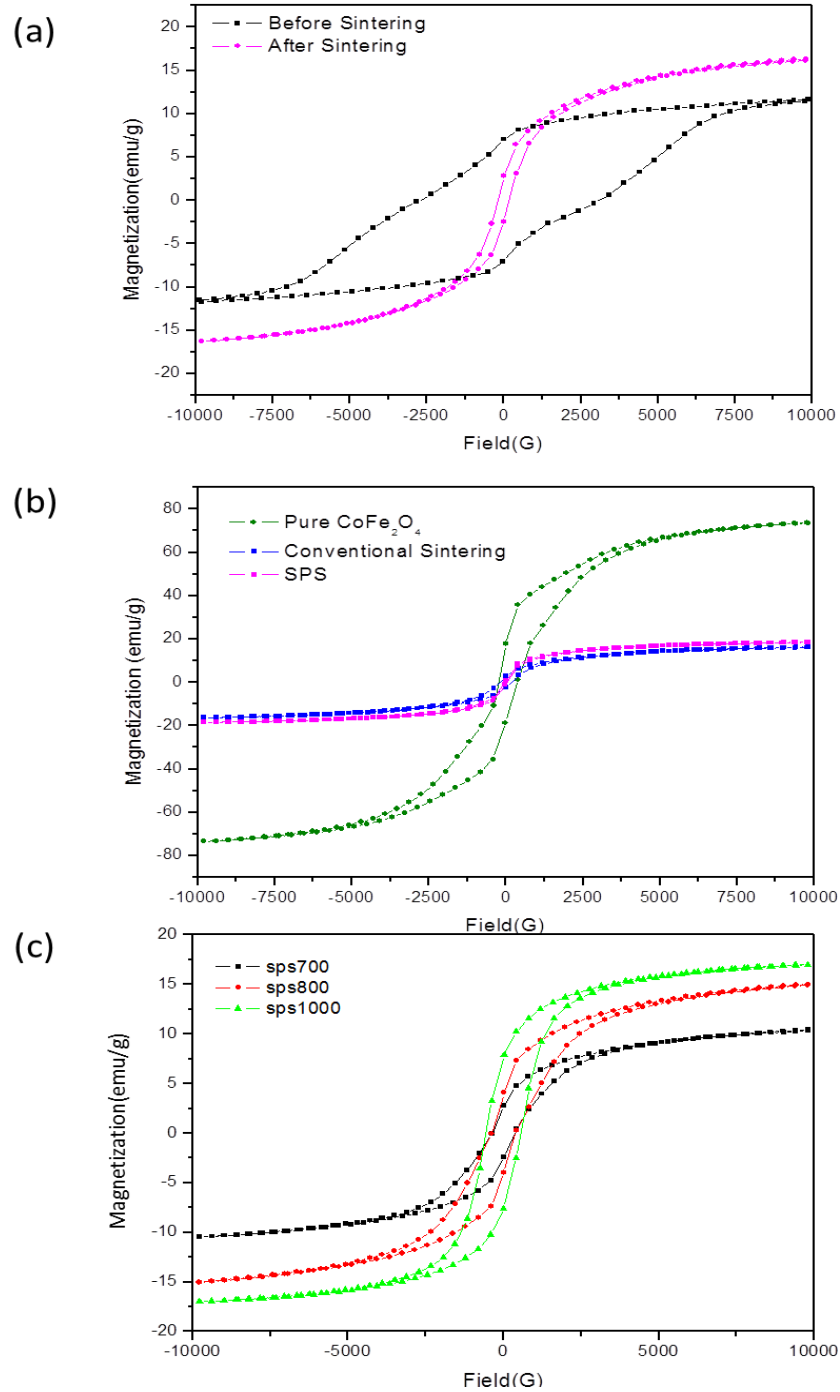 (a)
Before Sintering
After Sintering
Magnetization(emu/g)
20
15
10
5
0
-5
-10
-15
-20
-10000 -7500 -5000 -2500 0 2500 5000 7500 10000
Field(G)
(b)
Pure CoFe₂O₄
Conventional Sintering
SPS
Magnetization (emu/g)
80
60
40
20
0
-20
-40
-60
-80
-10000 -7500 -5000 -2500 0 2500 5000 7500 10000
Field(G)
(c)
sps700
sps800
sps1000
Magnetization(emu/g)
20
15
10
5
0
-5
-10
-15
-20
-10000 -5000 0 5000 10000
Field(G)